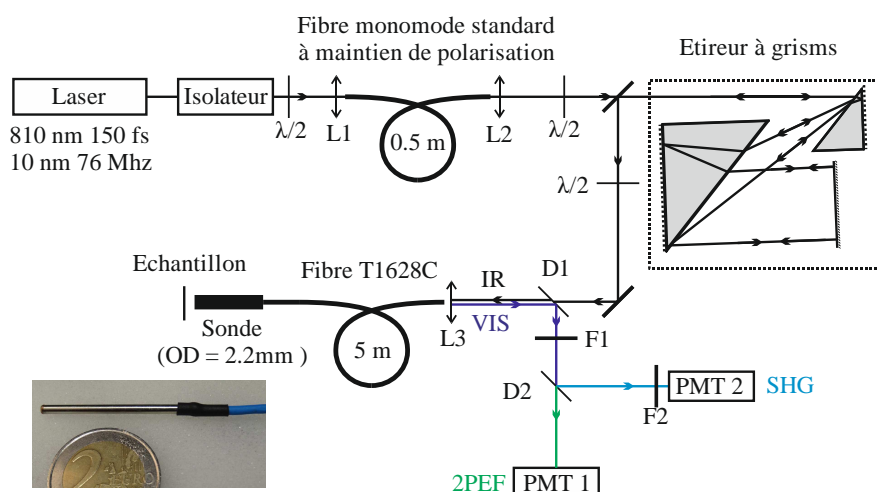 Fibre monomode standard
à maintien de polarisation
Etireur à grisms
Laser
Isolateur
λ/2
L1
0.5 m
L2
λ/2
810 nm 150 fs
10 nm 76 Mhz
λ/2
Echantillon
Fibre T1628C
IR
D1
VIS
Sonde
(OD = 2.2mm )
5 m
L3
F1
D2
F2
PMT 2
SHG
2PEF
PMT 1
2